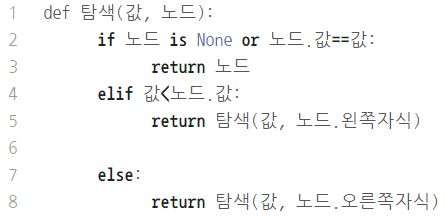 1 def 탐색(값, 노드):
2     if 노드 is None or 노드.값==값:
3         return 노드
4     elif 값<노드.값:
5         return 탐색(값, 노드.왼쪽자식)
6
7     else:
8         return 탐색(값, 노드.오른쪽자식)